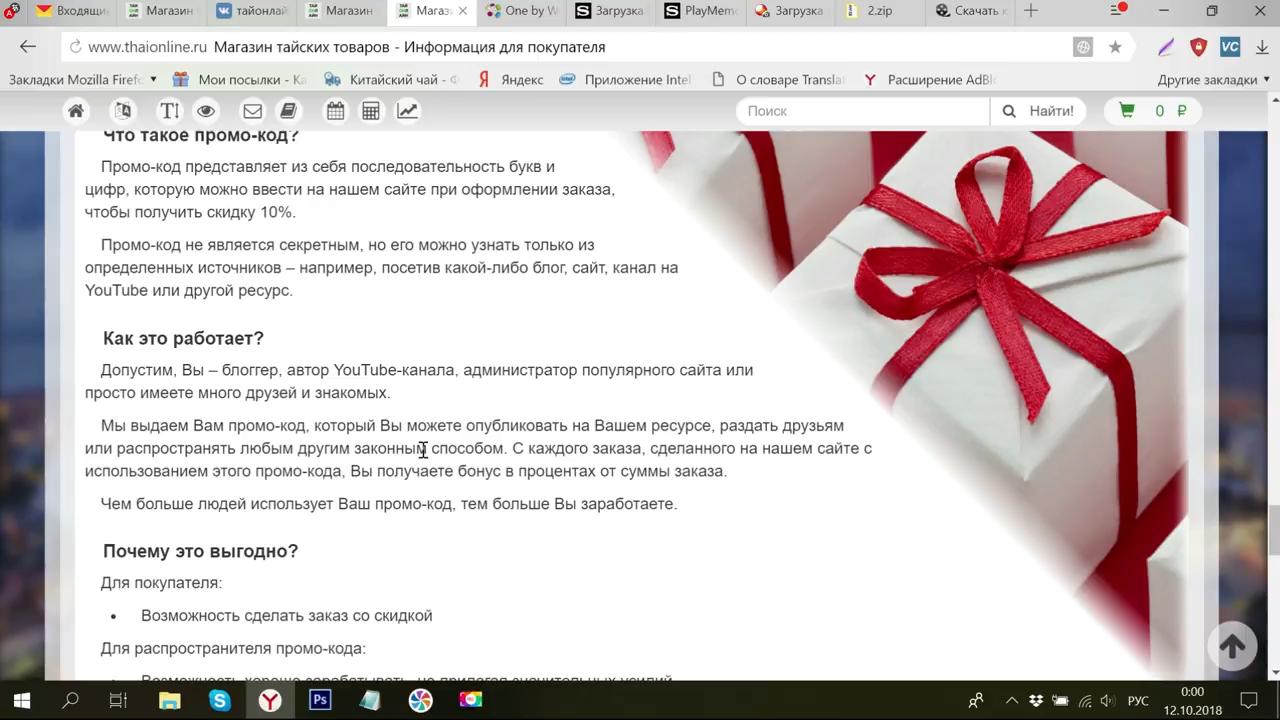 Входящи
Магазин
тайонлай
Магазин
Магаз
One by W
Загрузка
PlayMem
Загрузка
2.zip
Скачать к
www.thaionline.ru Магазин тайских товаров - Информация для покупателя
Закладки Mozilla Firef
Мои посылки - Ка
Китайский чай - Ф
Яндекс
Приложение Intel
О словаре Transla
Расширение AdBl
Другие закладки
Поиск
Найти!
0 ₽
Что такое промо-код?
Промо-код представляет из себя последовательность букв и
цифр, которую можно ввести на нашем сайте при оформлении заказа,
чтобы получить скидку 10%.
Промо-код не является секретным, но его можно узнать только из
определенных источников – например, посетив какой-либо блог, сайт, канал на
YouTube или другой ресурс.
Как это работает?
Допустим, Вы – блоггер, автор YouTube-канала, администратор популярного сайта или
просто имеете много друзей и знакомых.
Мы выдаем Вам промо-код, который Вы можете опубликовать на Вашем ресурсе, раздать друзьям
или распространять любым другим законным способом. С каждого заказа, сделанного на нашем сайте с
использованием этого промо-кода, Вы получаете бонус в процентах от суммы заказа.
Чем больше людей использует Ваш промо-код, тем больше Вы заработаете.
Почему это выгодно?
Для покупателя:
• Возможность сделать заказ со скидкой
Для распространителя промо-кода:
• Возможность хорошо зарабатывать, не прилагая значительных усилий
РУС
0:00
12.10.2018